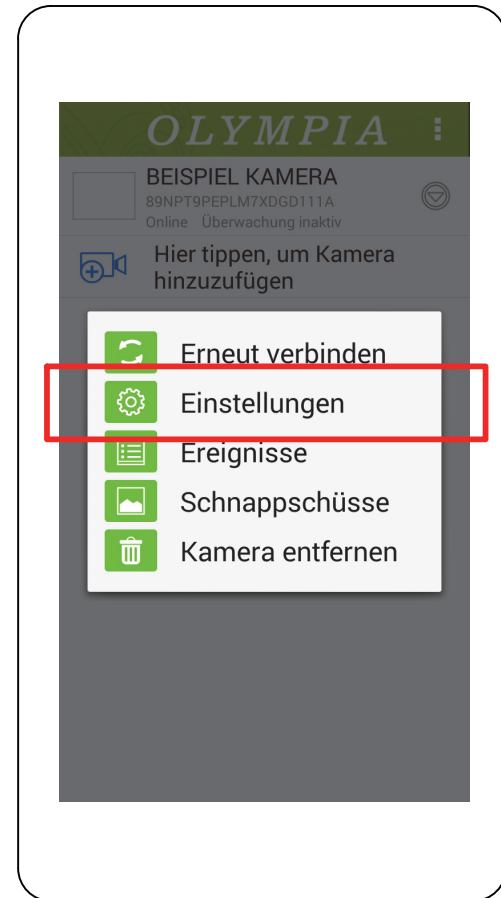 OLYMPIA
BEISPIEL KAMERA
89NPT9PEPLM7XDGD111A
Online Überwachung inaktiv
Hier tippen, um Kamera
hinzuzufügen
Erneut verbinden
Einstellungen
Ereignisse
Schnappschüsse
Kamera entfernen